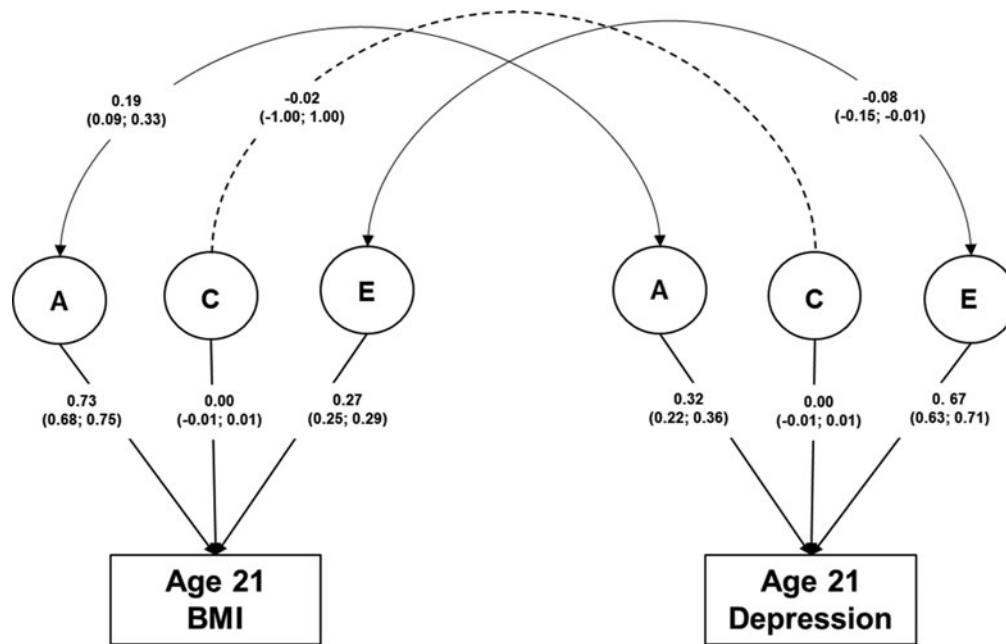 0.19
(0.09; 0.33)
-0.02
(-1.00; 1.00)
-0.08
(-0.15; -0.01)
A
C
E
A
C
E
0.73
(0.68; 0.75)
0.00
(-0.01; 0.01)
0.27
(0.25; 0.29)
0.32
(0.22; 0.36)
0.00
(-0.01; 0.01)
0. 67
(0.63; 0.71)
Age 21
BMI
Age 21
Depression